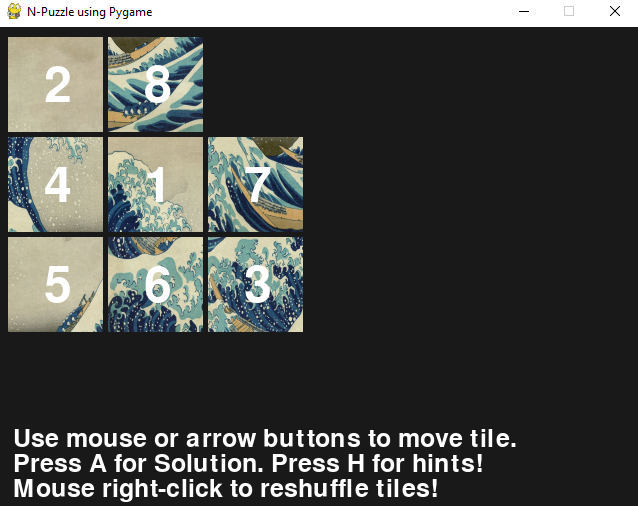 N-Puzzle using Pygame
2 8
4 1 7
5 6 3
Use mouse or arrow buttons to move tile.
Press A for Solution. Press H for hints!
Mouse right-click to reshuffle tiles!